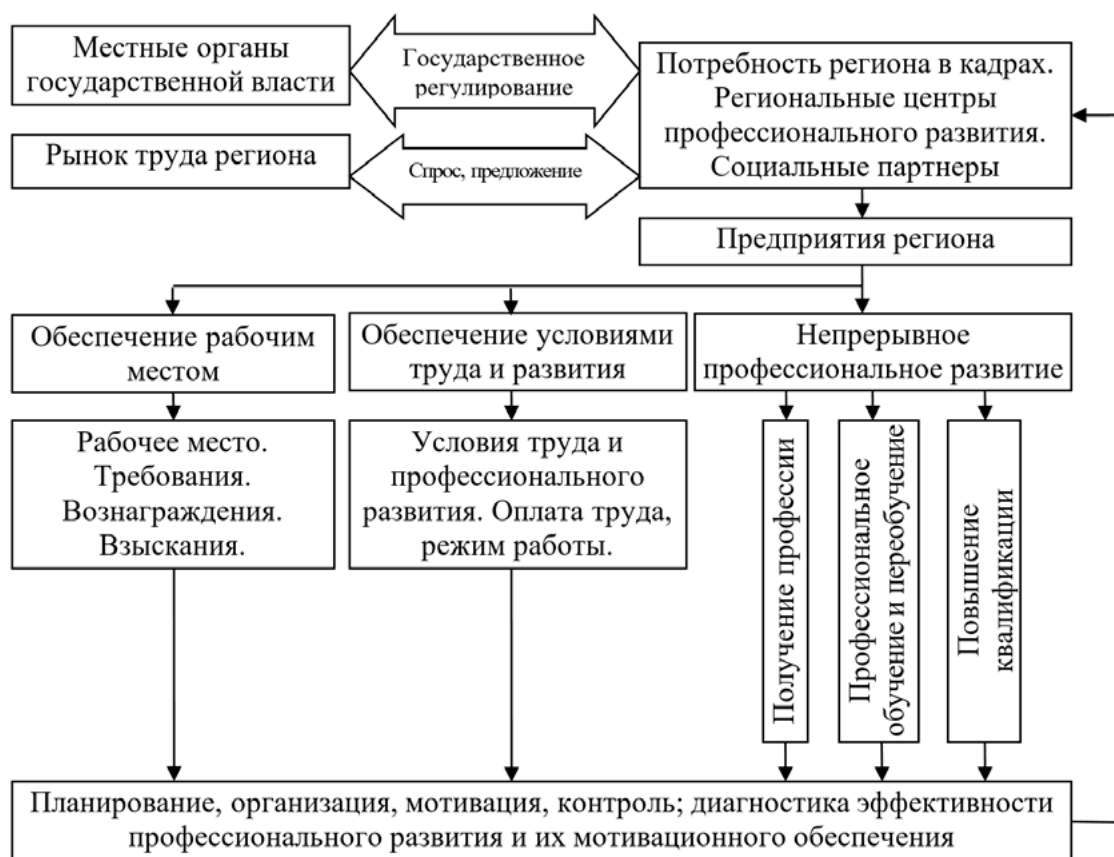 Местные органы
государственной власти
Государственное
регулирование
Потребность региона в кадрах.
Региональные центры
профессионального развития.
Социальные партнеры
Рынок труда региона
Спрос, предложение
Предприятия региона
Обеспечение рабочим
местом
Обеспечение условиями
труда и развития
Непрерывное
профессиональное развитие
Рабочее место.
Требования.
Вознаграждения.
Взыскания.
Условия труда и
профессионального
развития. Оплата труда,
режим работы.
Получение профессии
Профессиональное
обучение и переобучение
Повышение
квалификации
Планирование, организация, мотивация, контроль; диагностика эффективности
профессионального развития и их мотивационного обеспечения